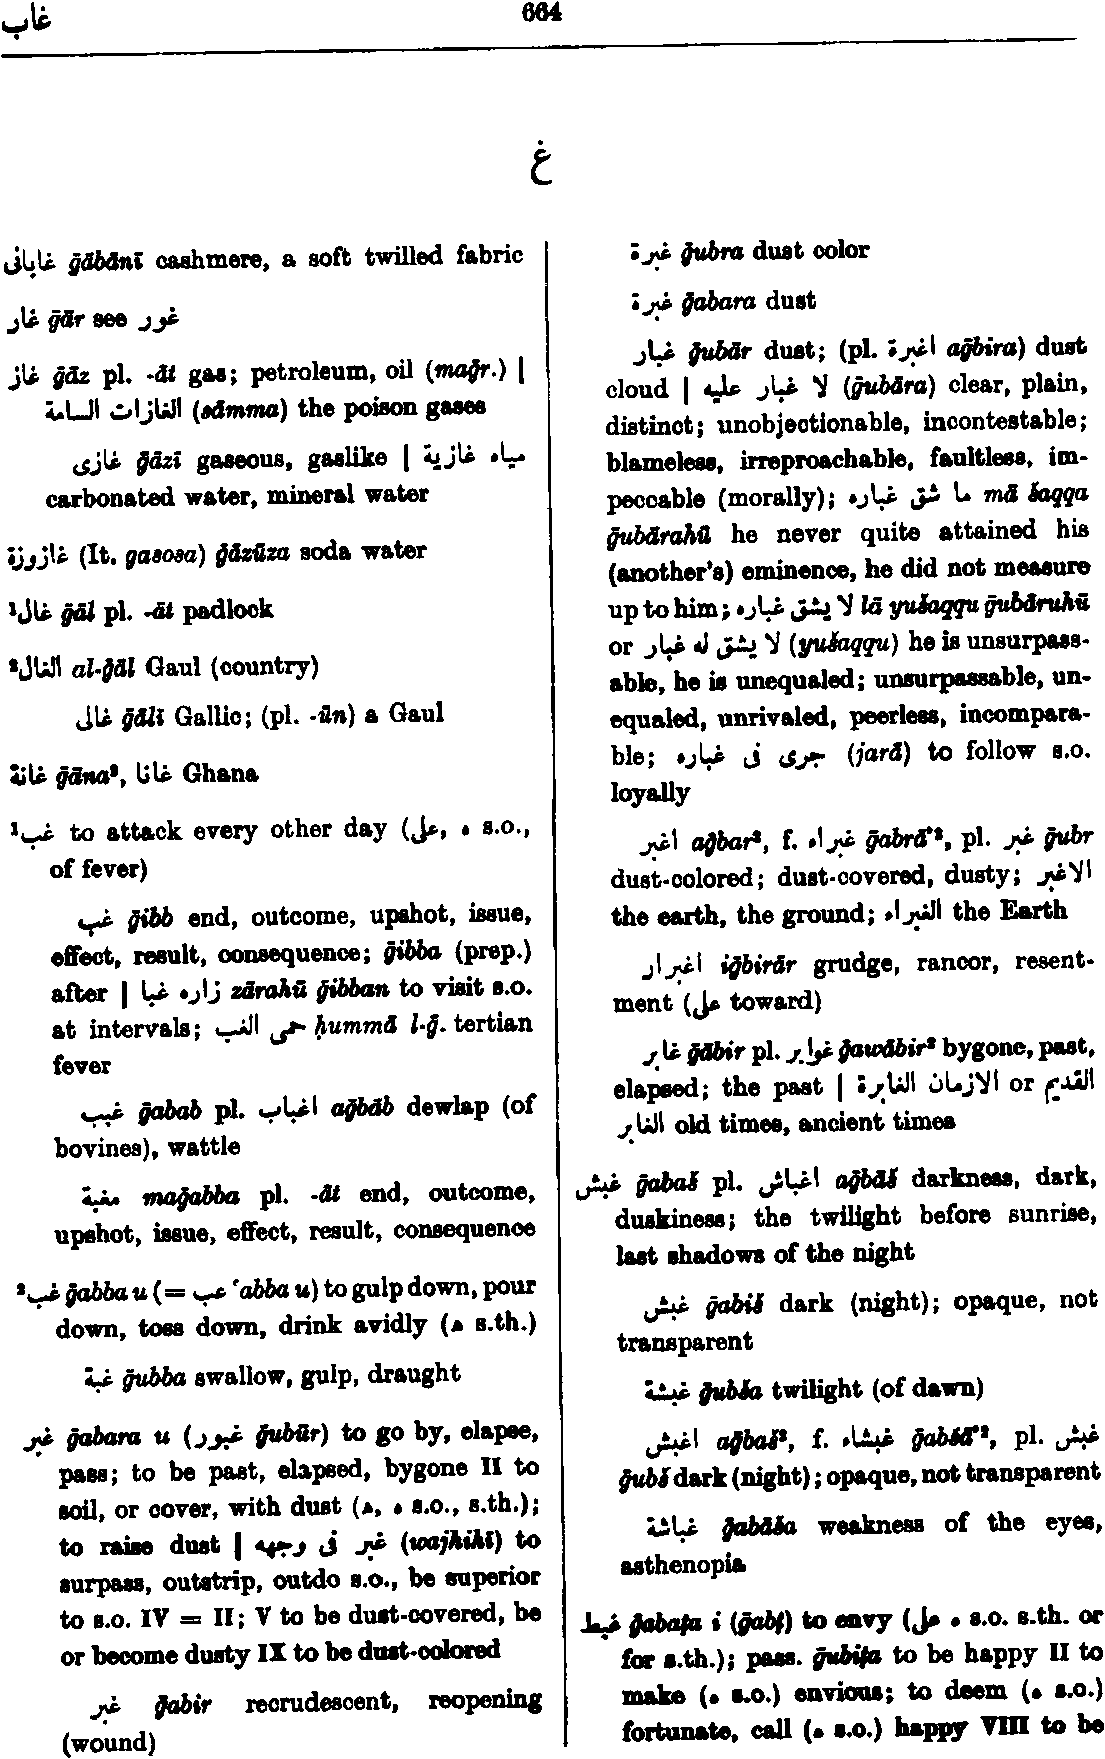 غاب
664
غ
غابانى ḡābānī cashmere, a soft twilled fabric
غار ḡār see غور
غاز ḡāz pl. -āt gas; petroleum, oil (maḡr.) |
الغازات السامة (sāmma) the poison gases
غازى ḡāzī gaseous, gaslike | مياه غازية
carbonated water, mineral water
غازوزة (It. gasosa) ḡāzūza soda water
¹غال ḡāl pl. -āt padlock
²الغال al-ḡāl Gaul (country)
غالى ḡālī Gallic; (pl. -ūn) a Gaul
غانة ḡāna², غانا Ghana
¹غب to attack every other day (على, ه s.o.,
of fever)
غب ḡibb end, outcome, upshot, issue,
effect, result, consequence; ḡibba (prep.)
after | زاره غبا zārahū ḡibban to visit s.o.
at intervals; حمى الغب ḥummā l-ḡ. tertian
fever
غبب ḡabab pl. اغباب aḡbāb dewlap (of
bovines), wattle
مغبة maḡabba pl. -āt end, outcome,
upshot, issue, effect, result, consequence
²غب ḡabba u (= عب ʿabba u) to gulp down, pour
down, toss down, drink avidly (ه s.th.)
غبة ḡubba swallow, gulp, draught
غبر ḡabara u (غبور ḡubūr) to go by, elapse,
pass; to be past, elapsed, bygone II to
soil, or cover, with dust (ه, ه s.o., s.th.);
to raise dust | غبر فى وجهه (wajhihī) to
surpass, outstrip, outdo s.o., be superior
to s.o. IV = II; V to be dust-covered, be
or become dusty IX to be dust-colored
غبر ḡabir recrudescent, reopening
(wound)
غبرة ḡubra dust color
غبرة ḡabara dust
غبار ḡubār dust; (pl. اغبرة aḡbira) dust
cloud | لا غبار عليه (ḡubāra) clear, plain,
distinct; unobjectionable, incontestable;
blameless, irreproachable, faultless, im-
peccable (morally); ما شق غباره mā šaqqa
ḡubārahū he never quite attained his
(another's) eminence, he did not measure
up to him; لا يشق غباره lā yušaqqu ḡubāruhū
or لا يشق له غبار (yušaqqu) he is unsurpass-
able, he is unequaled; unsurpassable, un-
equaled, unrivaled, peerless, incompara-
ble; جرى فى غباره (jarā) to follow s.o.
loyally
اغبر aḡbar², f. غبراء ḡabrā'², pl. غبر ḡubr
dust-colored; dust-covered, dusty; الاغبر
the earth, the ground; الغبراء the Earth
اغبرار iḡbirār grudge, rancor, resent-
ment (على toward)
غابر ḡābir pl. غوابر ḡawābir² bygone, past,
elapsed; the past | الازمان الغابرة or القديم
الغابر old times, ancient times
غبش ḡabaš pl. اغباش aḡbāš darkness, dark,
duskiness; the twilight before sunrise,
last shadows of the night
غبش ḡabiš dark (night); opaque, not
transparent
غبشة ḡubša twilight (of dawn)
اغبش aḡbaš², f. غبشاء ḡabšā'², pl. غبش
ḡubš dark (night); opaque, not transparent
غباشة ḡabāša weakness of the eyes,
asthenopia
غبط ḡabaṭa i (ḡabṭ) to envy (على ه s.o. s.th. or
for s.th.); pass. ḡubiṭa to be happy II to
make (ه s.o.) envious; to deem (ه s.o.)
fortunate, call (ه s.o.) happy VIII to be